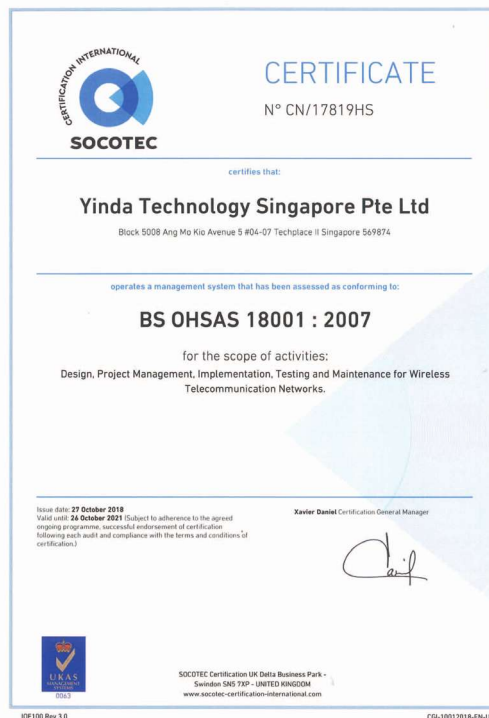 CERTIFICATION INTERNATIONAL
SOCOTEC
CERTIFICATE
N° CN/17819HS
certifies that:
Yinda Technology Singapore Pte Ltd
Block 5008 Ang Mo Kio Avenue 5 #04-07 Techplace II Singapore 569874
operates a management system that has been assessed as conforming to:
BS OHSAS 18001 : 2007
for the scope of activities:
Design, Project Management, Implementation, Testing and Maintenance for Wireless
Telecommunication Networks.
Issue date: 27 October 2018
Valid until: 26 October 2021 (Subject to adherence to the agreed
ongoing programme, successful endorsement of certification
following each audit and compliance with the terms and conditions of
certification.)
Xavier Daniel Certification General Manager
UKAS
MANAGEMENT
SYSTEMS
0063
SOCOTEC Certification UK Delta Business Park -
Swindon SN5 7XP - UNITED KINGDOM
www.socotec-certification-international.com
IOF100 Rev 3.0